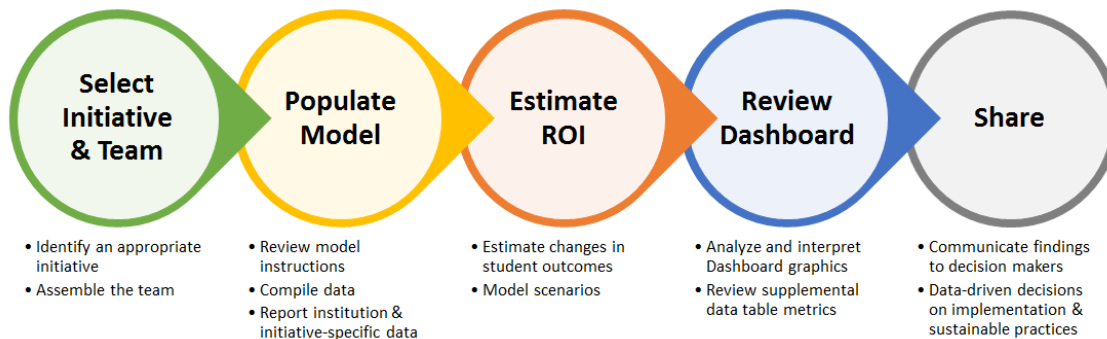 Select
Initiative
& Team
Populate
Model
Estimate
ROI
Review
Dashboard
Share
• Identify an appropriate
initiative
• Assemble the team
• Review model
instructions
• Compile data
• Report institution &
initiative-specific data
• Estimate changes in
student outcomes
• Model scenarios
• Analyze and interpret
Dashboard graphics
• Review supplemental
data table metrics
• Communicate findings
to decision makers
• Data-driven decisions
on implementation &
sustainable practices